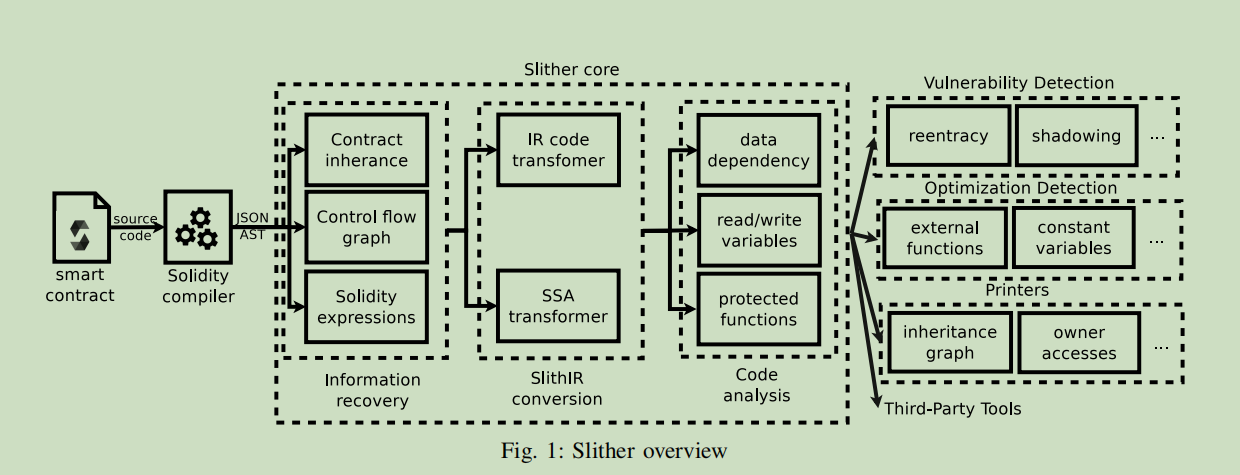 Slither core
smart
contract
source
code
Solidity
compiler
JSON
AST
Contract
inherance
Control flow
graph
Solidity
expressions
Information
recovery
IR code
transfomer
SSA
transformer
SlithIR
conversion
data
dependency
read/write
variables
protected
functions
Code
analysis
Vulnerability Detection
reentracy
shadowing
...
Optimization Detection
external
functions
constant
variables
...
Printers
inheritance
graph
owner
accesses
...
Third-Party Tools
Fig. 1: Slither overview